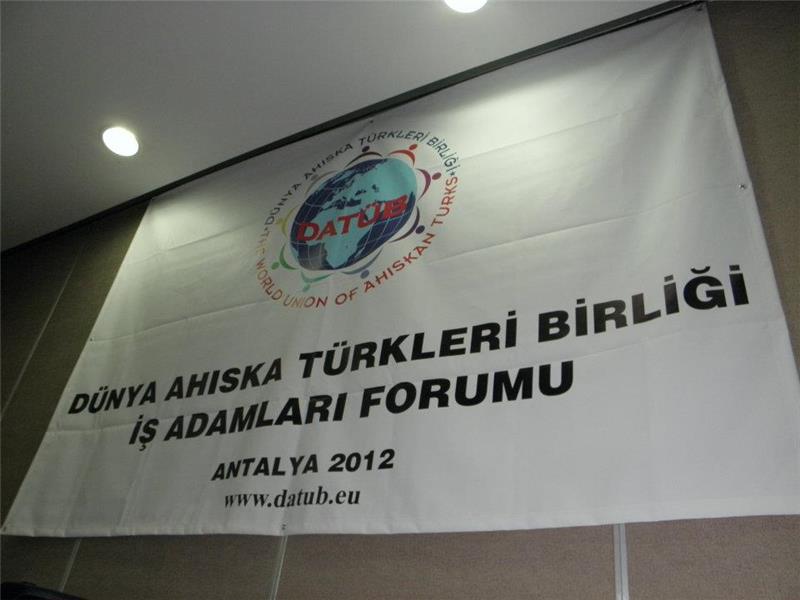 DÜNYA AHISKA TÜRKLERİ BİRLİĞİ
THE WORLD UNION OF AHISKAN TURKS
DATÜB
DÜNYA AHISKA TÜRKLERİ BİRLİĞİ
İŞ ADAMLARI FORUMU
ANTALYA 2012
www.datub.eu